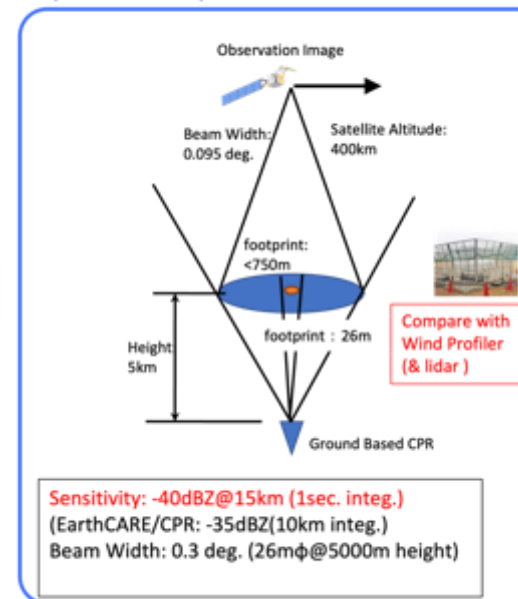 Observation Image
Beam Width:
0.095 deg.
Satellite Altitude:
400km
footprint:
<750m
Height
5km
footprint : 26m
Compare with
Wind Profiler
(& lidar )
Ground Based CPR
Sensitivity: -40dBZ@15km (1sec. integ.)
(EarthCARE/CPR: -35dBZ(10km integ.)
Beam Width: 0.3 deg. (26mϕ@5000m height)